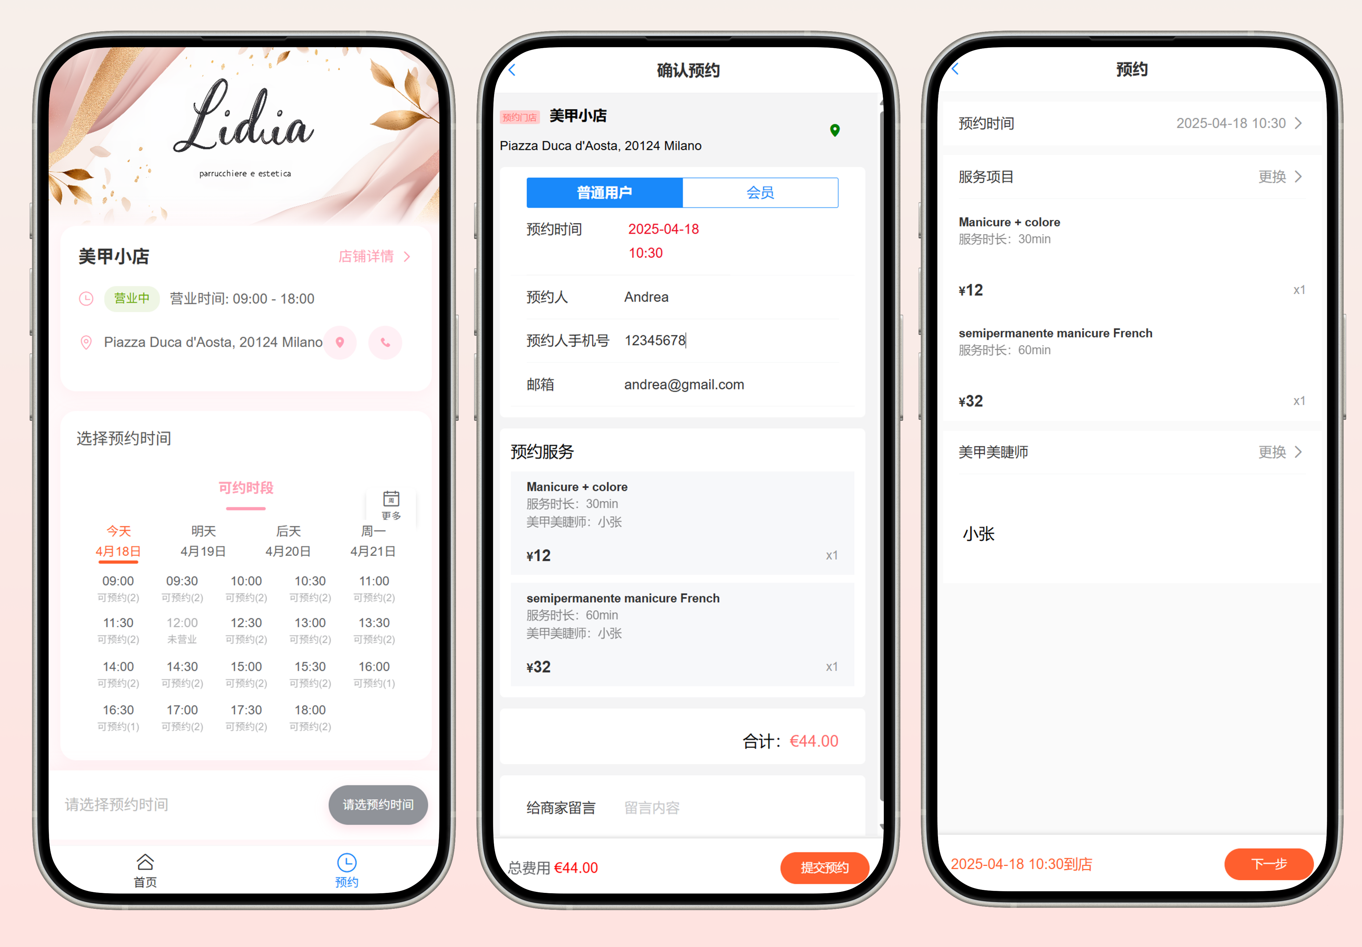 Lidia
parrucchiere e estetica
美甲小店
店铺详情
营业中 营业时间: 09:00 - 18:00
Piazza Duca d'Aosta, 20124 Milano
选择预约时间
可约时段
更多
今天 明天 后天 周一
4月18日 4月19日 4月20日 4月21日
09:00 09:30 10:00 10:30 11:00
可预约(2) 可预约(2) 可预约(2) 可预约(2) 可预约(2)
11:30 12:00 12:30 13:00 13:30
可预约(2) 未营业 可预约(2) 可预约(2) 可预约(2)
14:00 14:30 15:00 15:30 16:00
可预约(2) 可预约(2) 可预约(2) 可预约(2) 可预约(1)
16:30 17:00 17:30 18:00
可预约(1) 可预约(2) 可预约(2) 可预约(2)
请选择预约时间 请选预约时间
首页 预约
确认预约
预约门店 美甲小店
Piazza Duca d'Aosta, 20124 Milano
普通用户 会员
预约时间 2025-04-18
10:30
预约人 Andrea
预约人手机号 12345678
邮箱 andrea@gmail.com
预约服务
Manicure + colore
服务时长：30min
美甲美睫师：小张
¥12 x1
semipermanente manicure French
服务时长：60min
美甲美睫师：小张
¥32 x1
合计：€44.00
给商家留言 留言内容
总费用 €44.00 提交预约
预约
预约时间 2025-04-18 10:30
服务项目 更换
Manicure + colore
服务时长：30min
¥12 x1
semipermanente manicure French
服务时长：60min
¥32 x1
美甲美睫师 更换
小张
2025-04-18 10:30到店 下一步